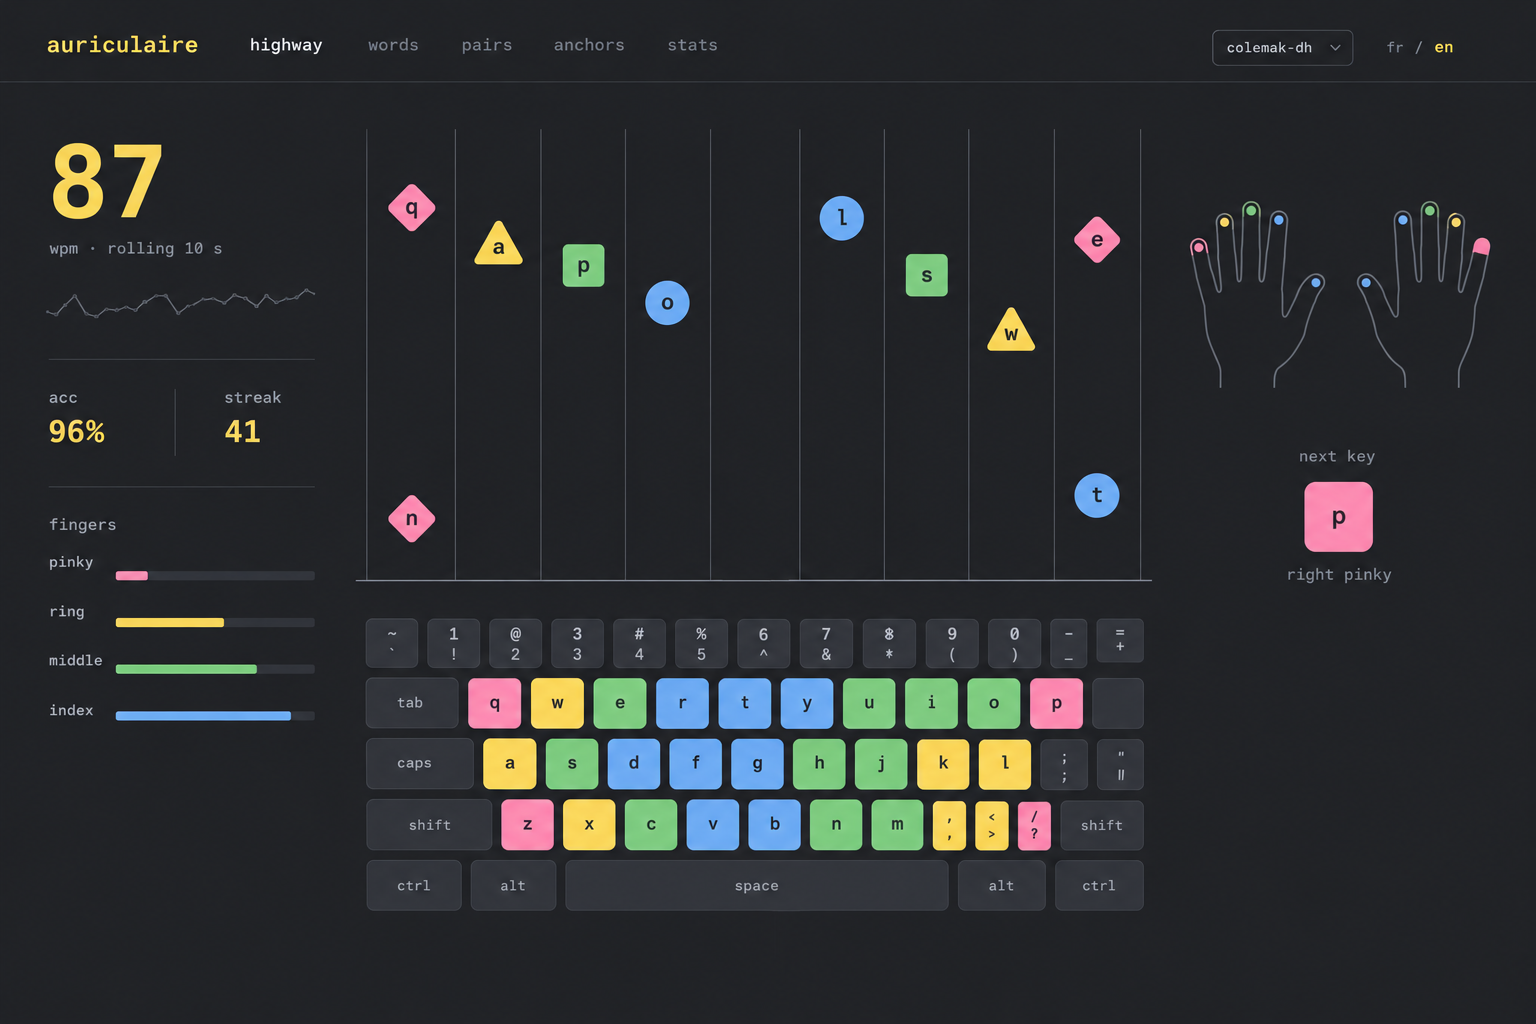 auriculaire highway words pairs anchors stats colemak-dh fr / en
87
wpm · rolling 10 s
acc streak
96% 41
fingers
pinky
ring
middle
index
q
a
p
o
l
s
w
e
n
t
next key
p
right pinky
~ 1 @ 3 # % 6 7 8 9 0 - =
` ! 2 3 4 5 ^ & * ( ) _ +
tab q w e r t y u i o p
caps a s d f g h j k l ; "
; ||
shift z x c v b n m , < / shift
, > ?
ctrl alt space alt ctrl